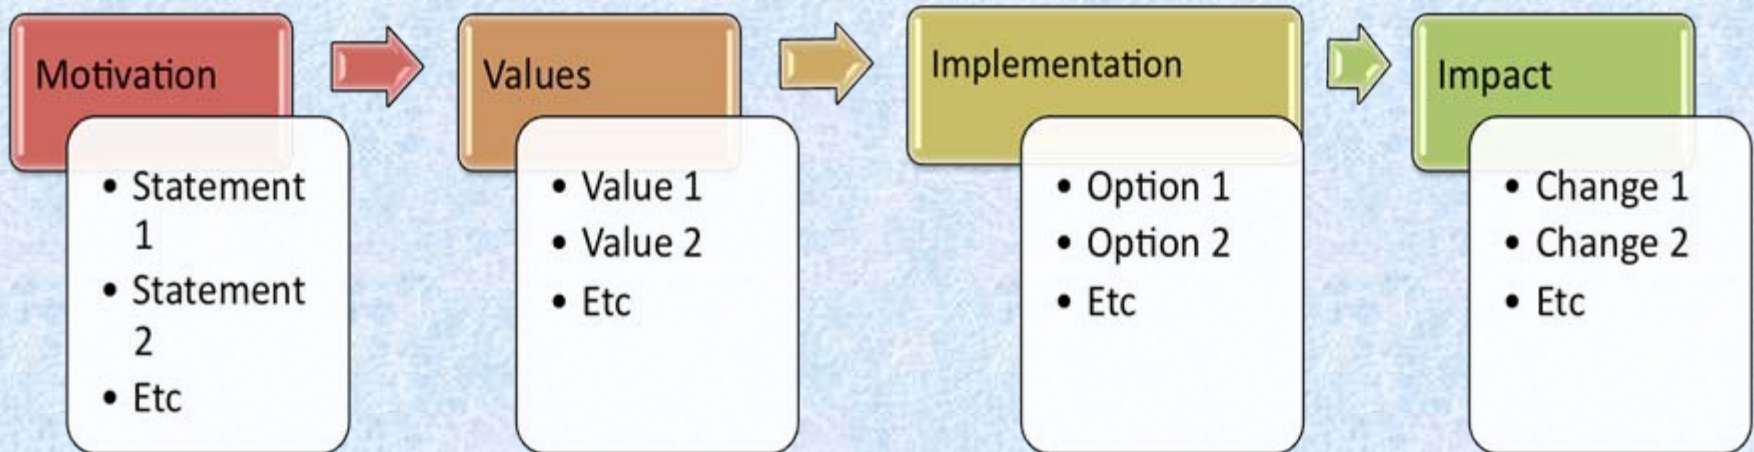 Motivation
• Statement
1
• Statement
2
• Etc
Values
• Value 1
• Value 2
• Etc
Implementation
• Option 1
• Option 2
• Etc
Impact
• Change 1
• Change 2
• Etc